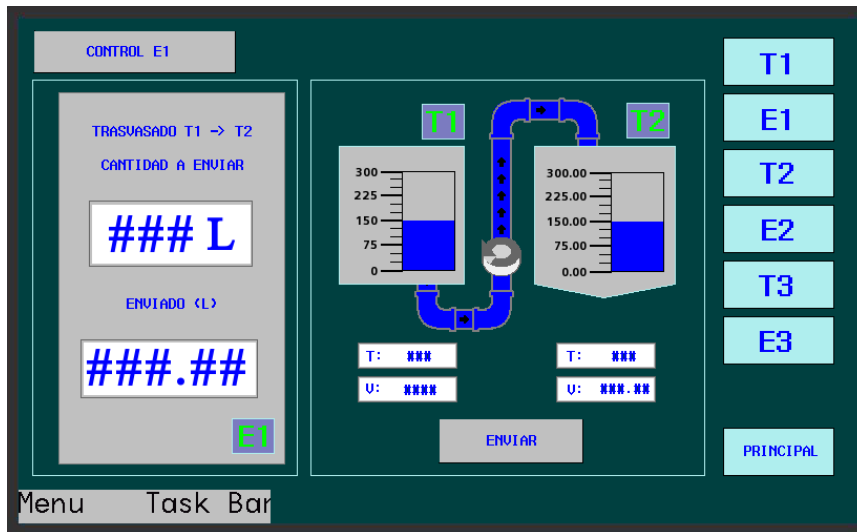 CONTROL E1
TRASVASADO T1 -> T2
CANTIDAD A ENVIAR
### L
ENVIADO (L)
###.##
E1
T1
T2
300
225
150
75
0
300.00
225.00
150.00
75.00
0.00
T: ###
V: ####
T: ###
V: ###.##
ENVIAR
T1
E1
T2
E2
T3
E3
PRINCIPAL
Menu Task Bar